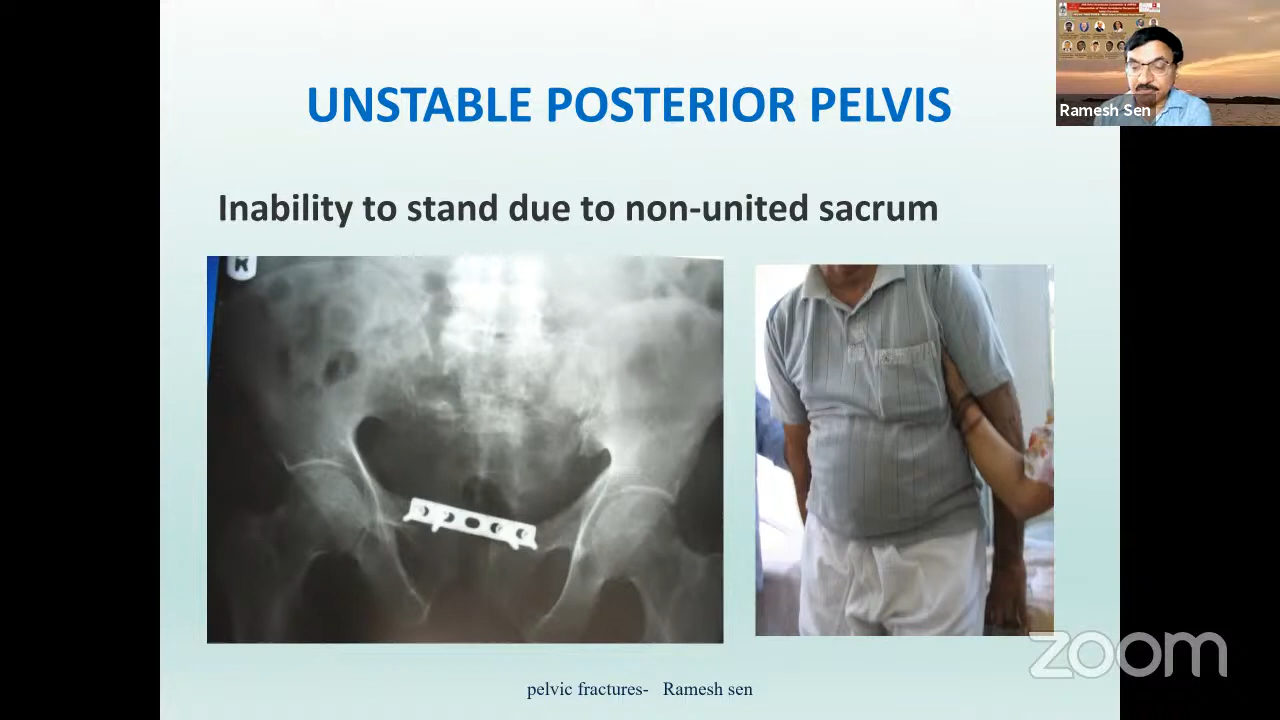 UNSTABLE POSTERIOR PELVIS
Ramesh Sen
Inability to stand due to non-united sacrum
R
zoom
pelvic fractures- Ramesh sen